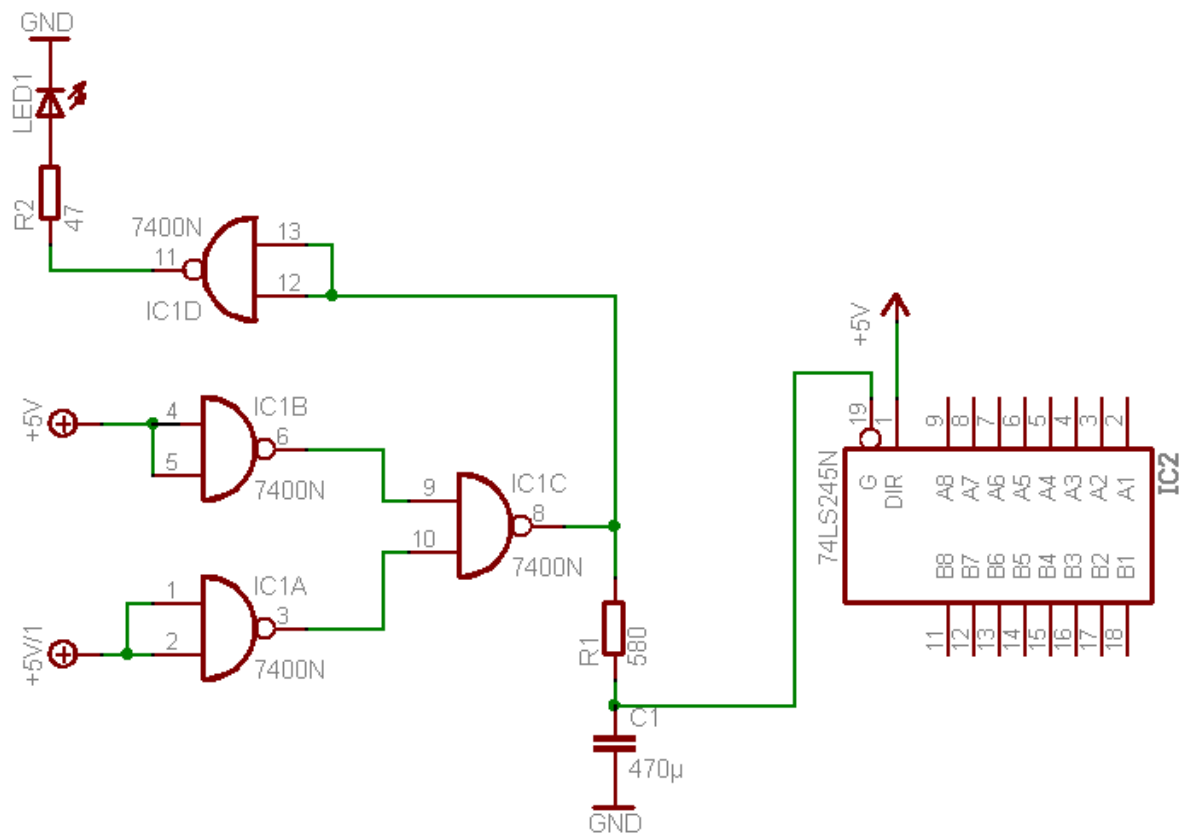 GND
LED1
R2
47
7400N
11
IC1D
13
12
+5V
4
5
IC1B
6
7400N
+5V/1
1
2
IC1A
3
7400N
9
10
IC1C
8
7400N
R1
580
C1
470µ
GND
+5V
19
1
9
8
7
6
5
4
3
2
G
DIR
A8
A7
A6
A5
A4
A3
A2
A1
74LS245N
IC2
B8
B7
B6
B5
B4
B3
B2
B1
11
12
13
14
15
16
17
18